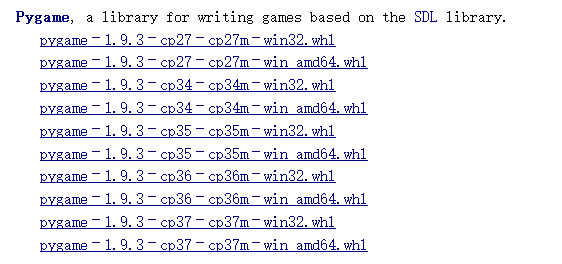 Pygame, a library for writing games based on the SDL library.
pygame-1.9.3-cp27-cp27m-win32.whl
pygame-1.9.3-cp27-cp27m-win_amd64.whl
pygame-1.9.3-cp34-cp34m-win32.whl
pygame-1.9.3-cp34-cp34m-win_amd64.whl
pygame-1.9.3-cp35-cp35m-win32.whl
pygame-1.9.3-cp35-cp35m-win_amd64.whl
pygame-1.9.3-cp36-cp36m-win32.whl
pygame-1.9.3-cp36-cp36m-win_amd64.whl
pygame-1.9.3-cp37-cp37m-win32.whl
pygame-1.9.3-cp37-cp37m-win_amd64.whl